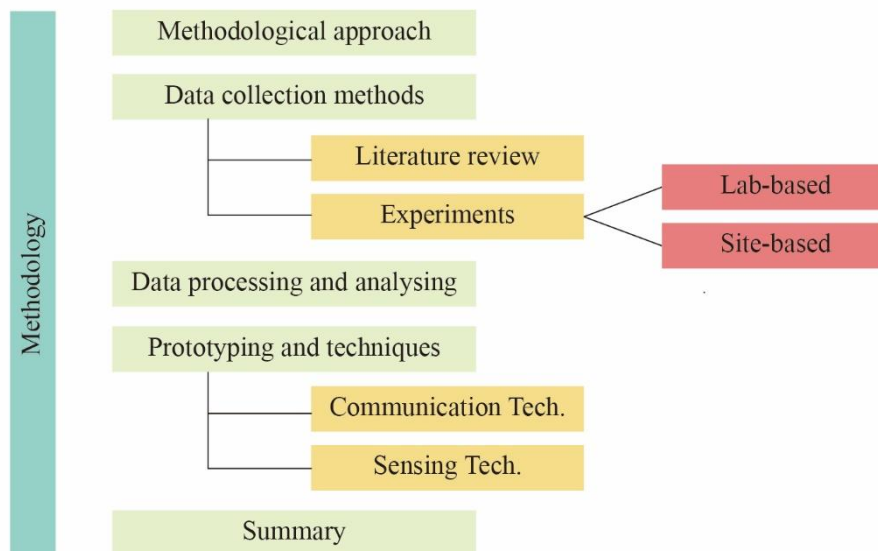 Methodology
Methodological approach
Data collection methods
Literature review
Experiments
Lab-based
Site-based
Data processing and analysing
Prototyping and techniques
Communication Tech.
Sensing Tech.
Summary